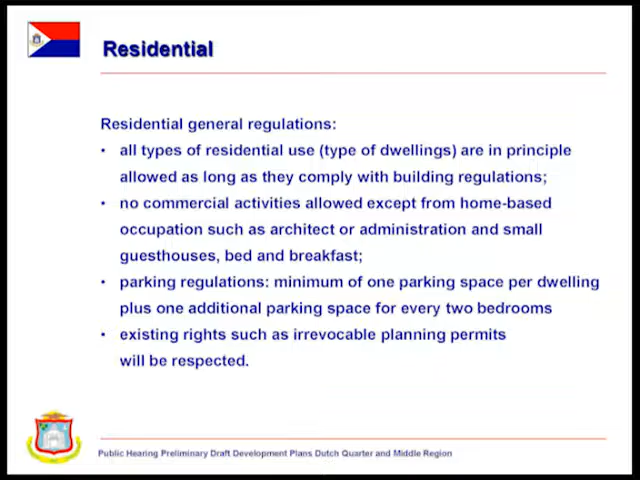 Residential
Residential general regulations:
• all types of residential use (type of dwellings) are in principle
allowed as long as they comply with building regulations;
• no commercial activities allowed except from home-based
occupation such as architect or administration and small
guesthouses, bed and breakfast;
• parking regulations: minimum of one parking space per dwelling
plus one additional parking space for every two bedrooms
• existing rights such as irrevocable planning permits
will be respected.
Public Hearing Preliminary Draft Development Plans Dutch Quarter and Middle Region